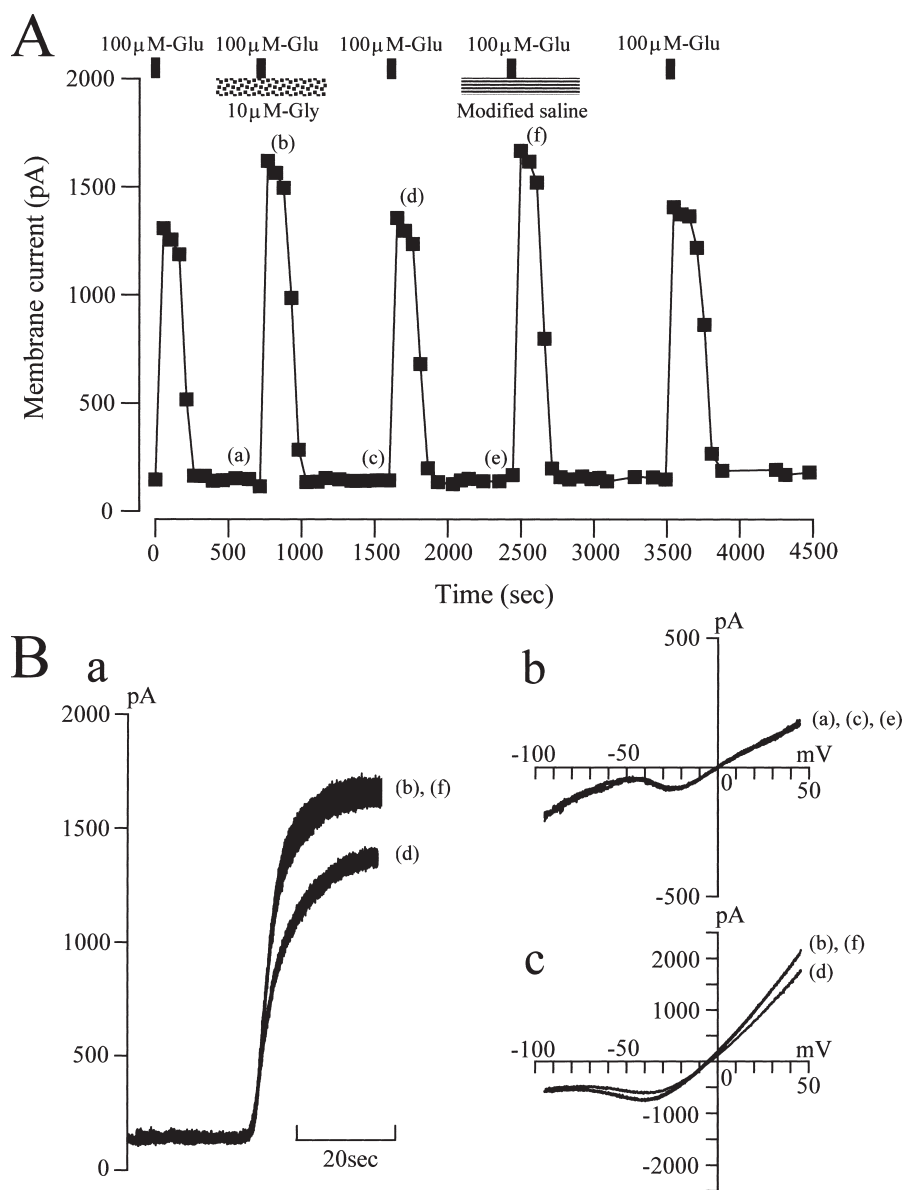 A
100µM-Glu 100µM-Glu 100µM-Glu 100µM-Glu 100µM-Glu
10µM-Gly
Modified saline
2000
1500
1000
500
0
Membrane current (pA)
(a)
(b)
(c)
(d)
(e)
(f)
0 500 1000 1500 2000 2500 3000 3500 4000 4500
Time (sec)
B
a
pA
2000
1500
1000
500
0
(b), (f)
(d)
20sec
b
pA
500
-100 -50 0 50
mV
-500
(a), (c), (e)
c
pA
2000
1000
-100 -50 0 50
mV
-1000
-2000
(b), (f)
(d)